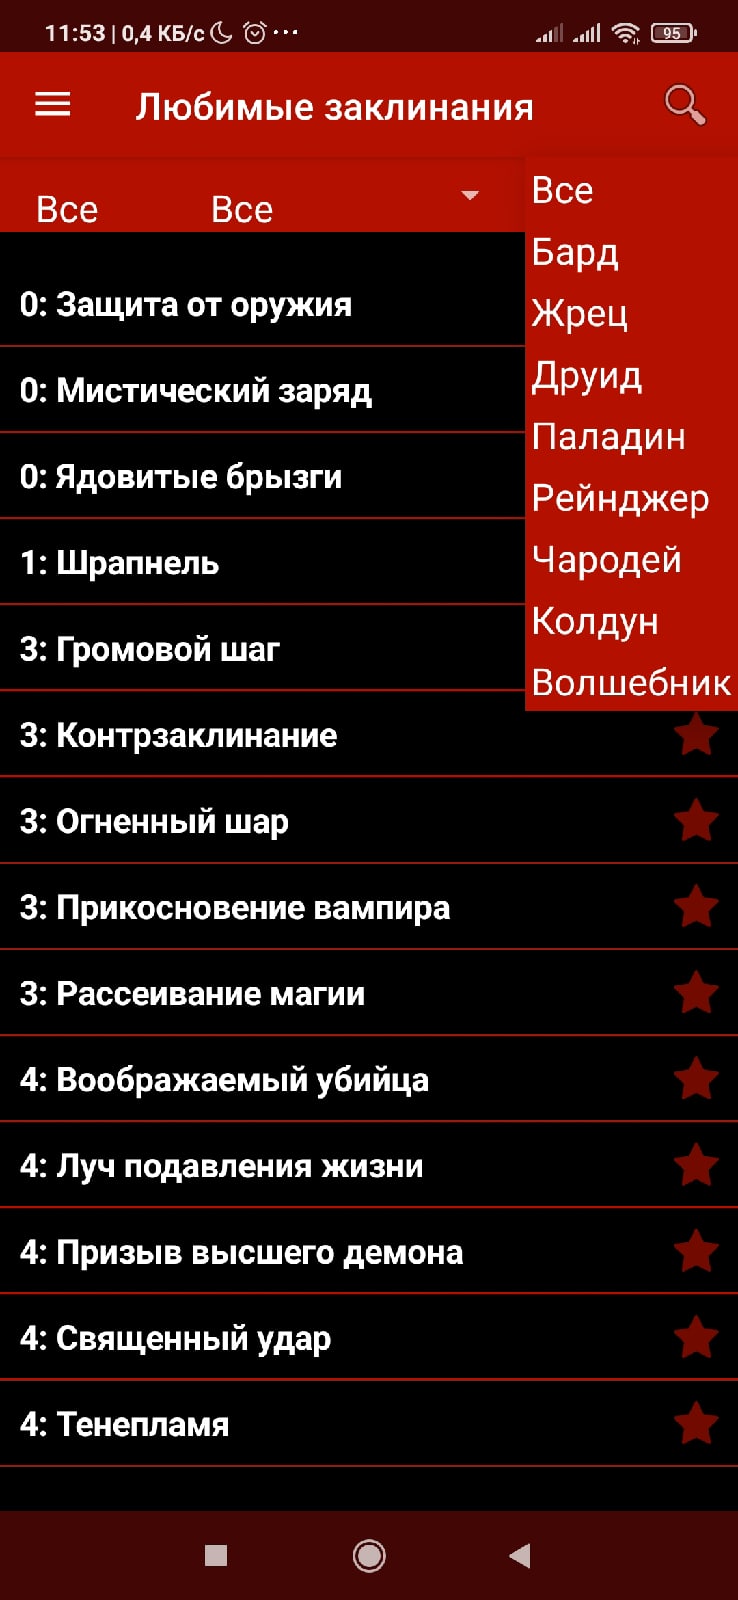 11:53 | 0,4 КБ/с ...
95
Любимые заклинания
Все
Все
Все
Бард
Жрец
Друид
Паладин
Рейнджер
Чародей
Колдун
Волшебник
0: Защита от оружия
0: Мистический заряд
0: Ядовитые брызги
1: Шрапнель
3: Громовой шаг
3: Контрзаклинание
3: Огненный шар
3: Прикосновение вампира
3: Рассеивание магии
4: Воображаемый убийца
4: Луч подавления жизни
4: Призыв высшего демона
4: Священный удар
4: Тенепламя